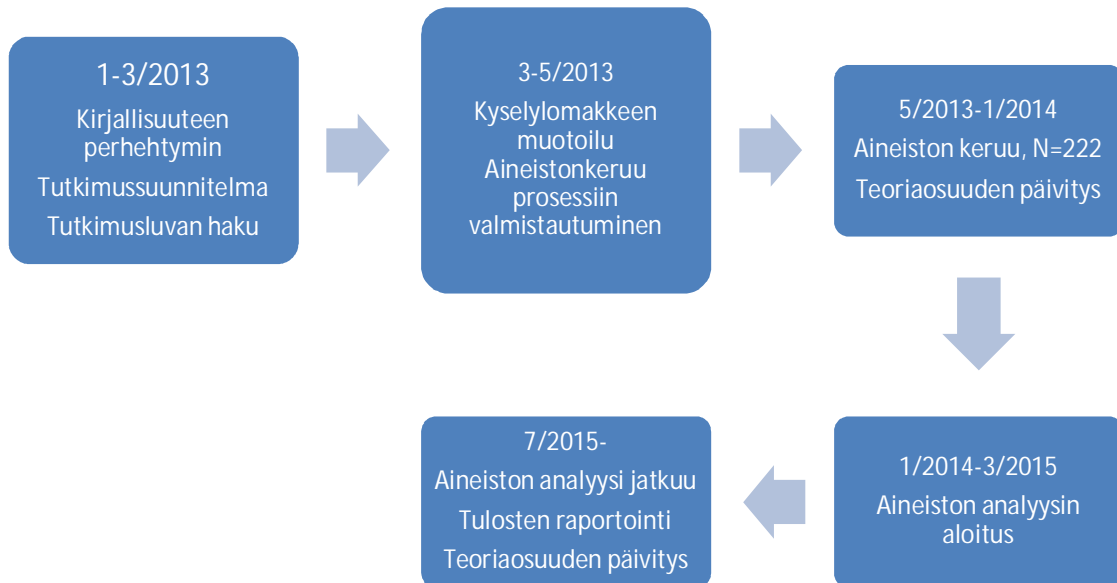 1-3/2013
Kirjallisuuteen
perhehtymin
Tutkimussuunnitelma
Tutkimusluvan haku
3-5/2013
Kyselylomakkeen
muotoilu
Aineistonkeruu
prosessiin
valmistautuminen
5/2013-1/2014
Aineiston keruu, N=222
Teoriaosuuden päivitys
1/2014-3/2015
Aineiston analyysin
aloitus
7/2015-
Aineiston analyysi jatkuu
Tulosten raportointi
Teoriaosuuden päivitys